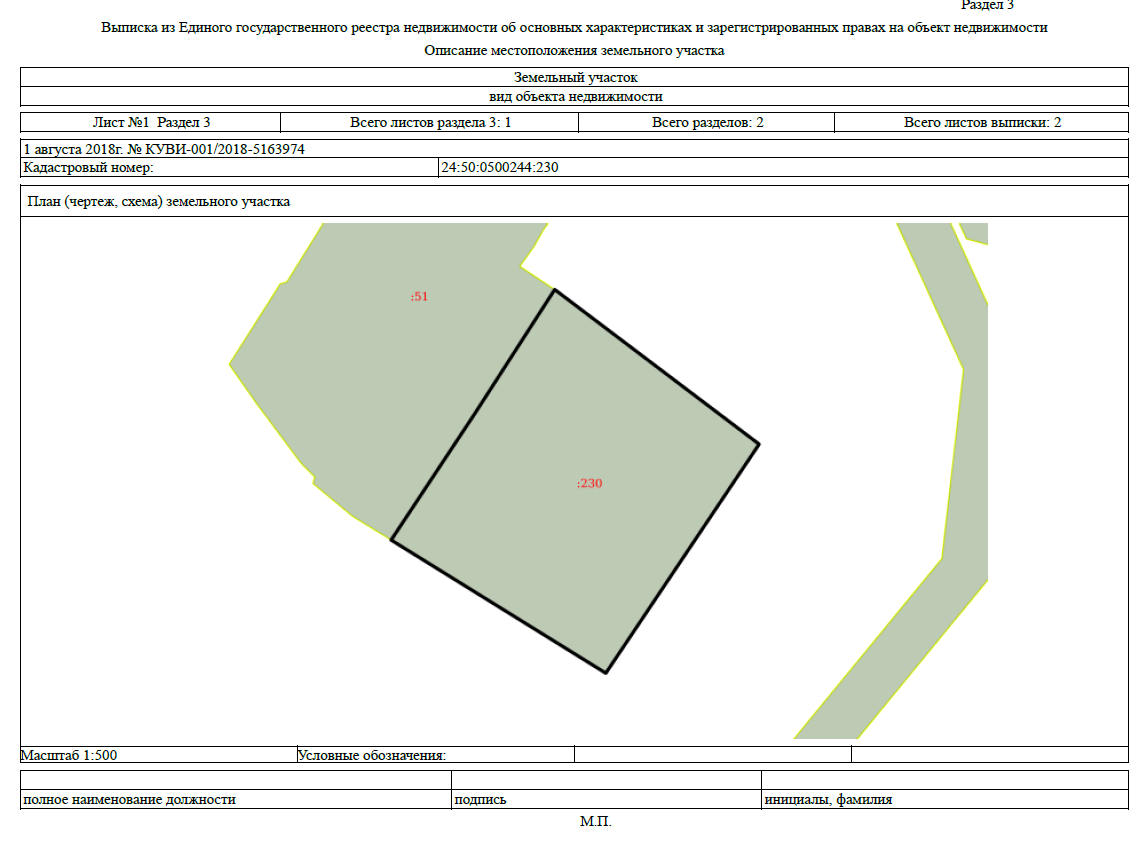 Раздел 3
Выписка из Единого государственного реестра недвижимости об основных характеристиках и зарегистрированных правах на объект недвижимости
Описание местоположения земельного участка
Земельный участок
вид объекта недвижимости
Лист №1 Раздел 3 Всего листов раздела 3: 1 Всего разделов: 2 Всего листов выписки: 2
1 августа 2018г. № КУВИ-001/2018-5163974
Кадастровый номер: 24:50:0500244:230
План (чертеж, схема) земельного участка
:51
:230
Масштаб 1:500 Условные обозначения:
полное наименование должности подпись инициалы, фамилия
М.П.